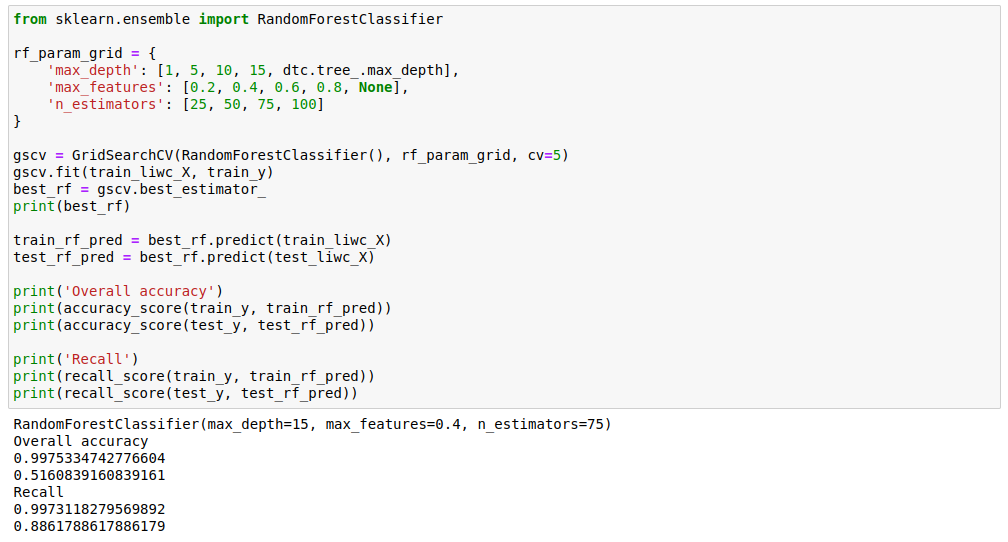 from sklearn.ensemble import RandomForestClassifier
rf_param_grid = {
    'max_depth': [1, 5, 10, 15, dtc.tree_.max_depth],
    'max_features': [0.2, 0.4, 0.6, 0.8, None],
    'n_estimators': [25, 50, 75, 100]
}
gscv = GridSearchCV(RandomForestClassifier(), rf_param_grid, cv=5)
gscv.fit(train_liwc_X, train_y)
best_rf = gscv.best_estimator_
print(best_rf)
train_rf_pred = best_rf.predict(train_liwc_X)
test_rf_pred = best_rf.predict(test_liwc_X)
print('Overall accuracy')
print(accuracy_score(train_y, train_rf_pred))
print(accuracy_score(test_y, test_rf_pred))
print('Recall')
print(recall_score(train_y, train_rf_pred))
print(recall_score(test_y, test_rf_pred))
RandomForestClassifier(max_depth=15, max_features=0.4, n_estimators=75)
Overall accuracy
0.9975334742776604
0.5160839160839161
Recall
0.9973118279569892
0.8861788617886179